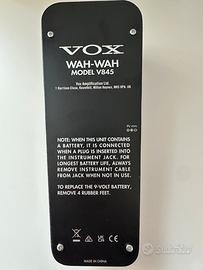 VOX
WAH-WAH
MODEL V845
Vox Amplification Ltd.
1 Harrison Close, Knowlhill, Milton Keynes, MK5 8PA UK
NOTE: WHEN THIS UNIT CONTAINS
A BATTERY, IT IS CONNECTED
WHEN A PLUG IS INSERTED INTO
THE INSTRUMENT JACK. FOR
LONGEST BATTERY LIFE, ALWAYS
REMOVE INSTRUMENT CABLE
FROM JACK WHEN NOT IN USE.
TO REPLACE THE 9-VOLT BATTERY,
REMOVE 4 RUBBER FEET.
MADE IN CHINA
subito.it